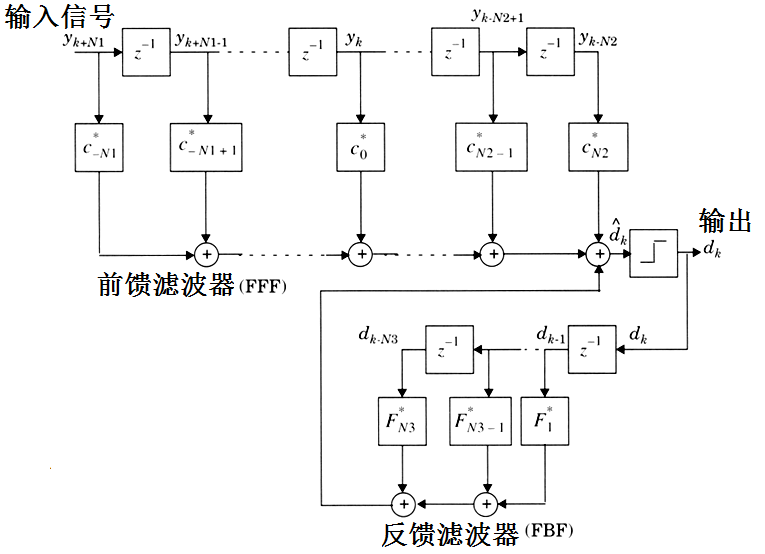 输入信号
y_{k+N1} z^{-1} y_{k+N1-1} z^{-1} y_k z^{-1} y_{k-N2+1} z^{-1} y_{k-N2}
c^*_{-N1} c^*_{-N1+1} c^*_0 c^*_{N2-1} c^*_{N2}
+ + + + \hat{d}_k 输出 d_k
前馈滤波器(FFF)
d_{k-N3} z^{-1} d_{k-1} z^{-1} d_k
F^*_{N3} F^*_{N3-1} F^*_1
+ +
反馈滤波器(FBF)